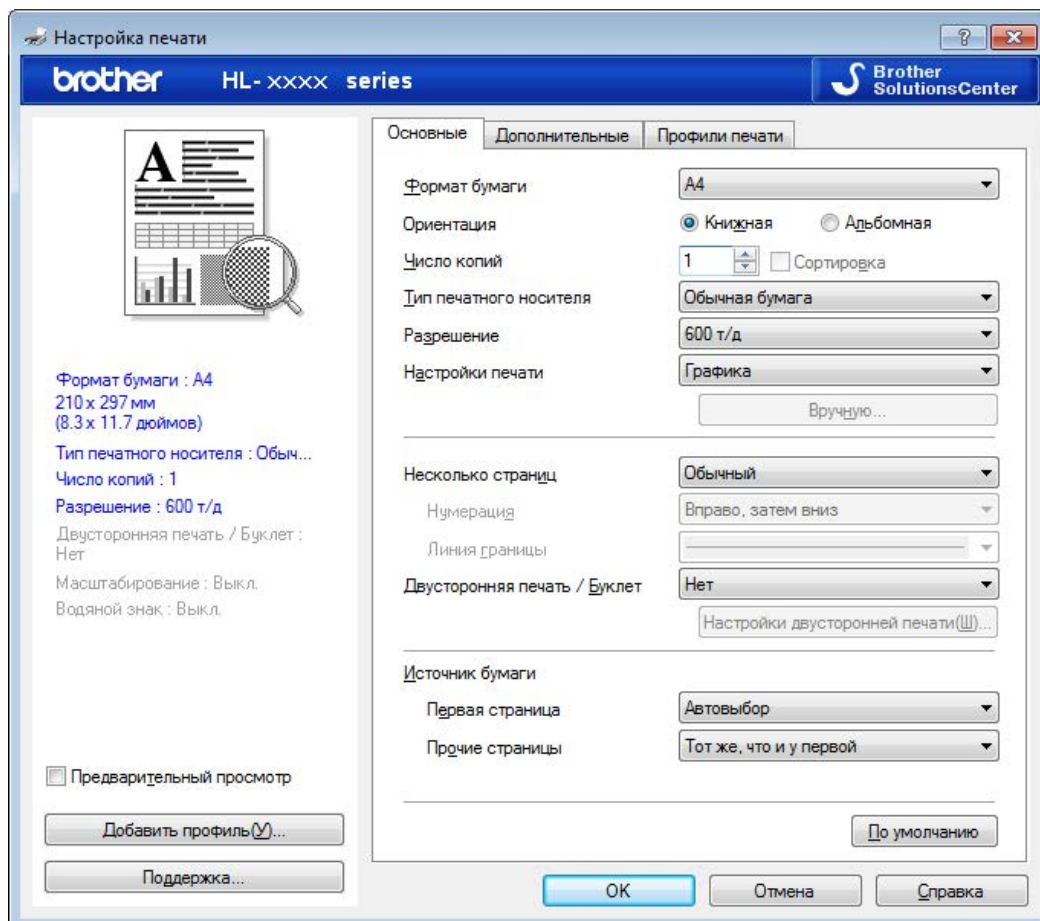 Настройка печати
brother HL- xxxx series
Brother
SolutionsCenter
A
Формат бумаги : A4
210 x 297 мм
(8.3 x 11.7 дюймов)
Тип печатного носителя : Обыч...
Число копий : 1
Разрешение : 600 т/д
Двусторонняя печать / Буклет :
Нет
Масштабирование : Выкл.
Водяной знак : Выкл.
Предварительный просмотр
Добавить профиль(У)...
Поддержка...
Основные Дополнительные Профили печати
Формат бумаги A4
Ориентация Книжная Альбомная
Число копий 1 Сортировка
Тип печатного носителя Обычная бумага
Разрешение 600 т/д
Настройки печати Графика
Вручную...
Несколько страниц Обычный
Нумерация Вправо, затем вниз
Линия границы
Двусторонняя печать / Буклет Нет
Настройки двусторонней печати(Ш)...
Источник бумаги
Первая страница Автовыбор
Прочие страницы Тот же, что и у первой
По умолчанию
OK Отмена Справка